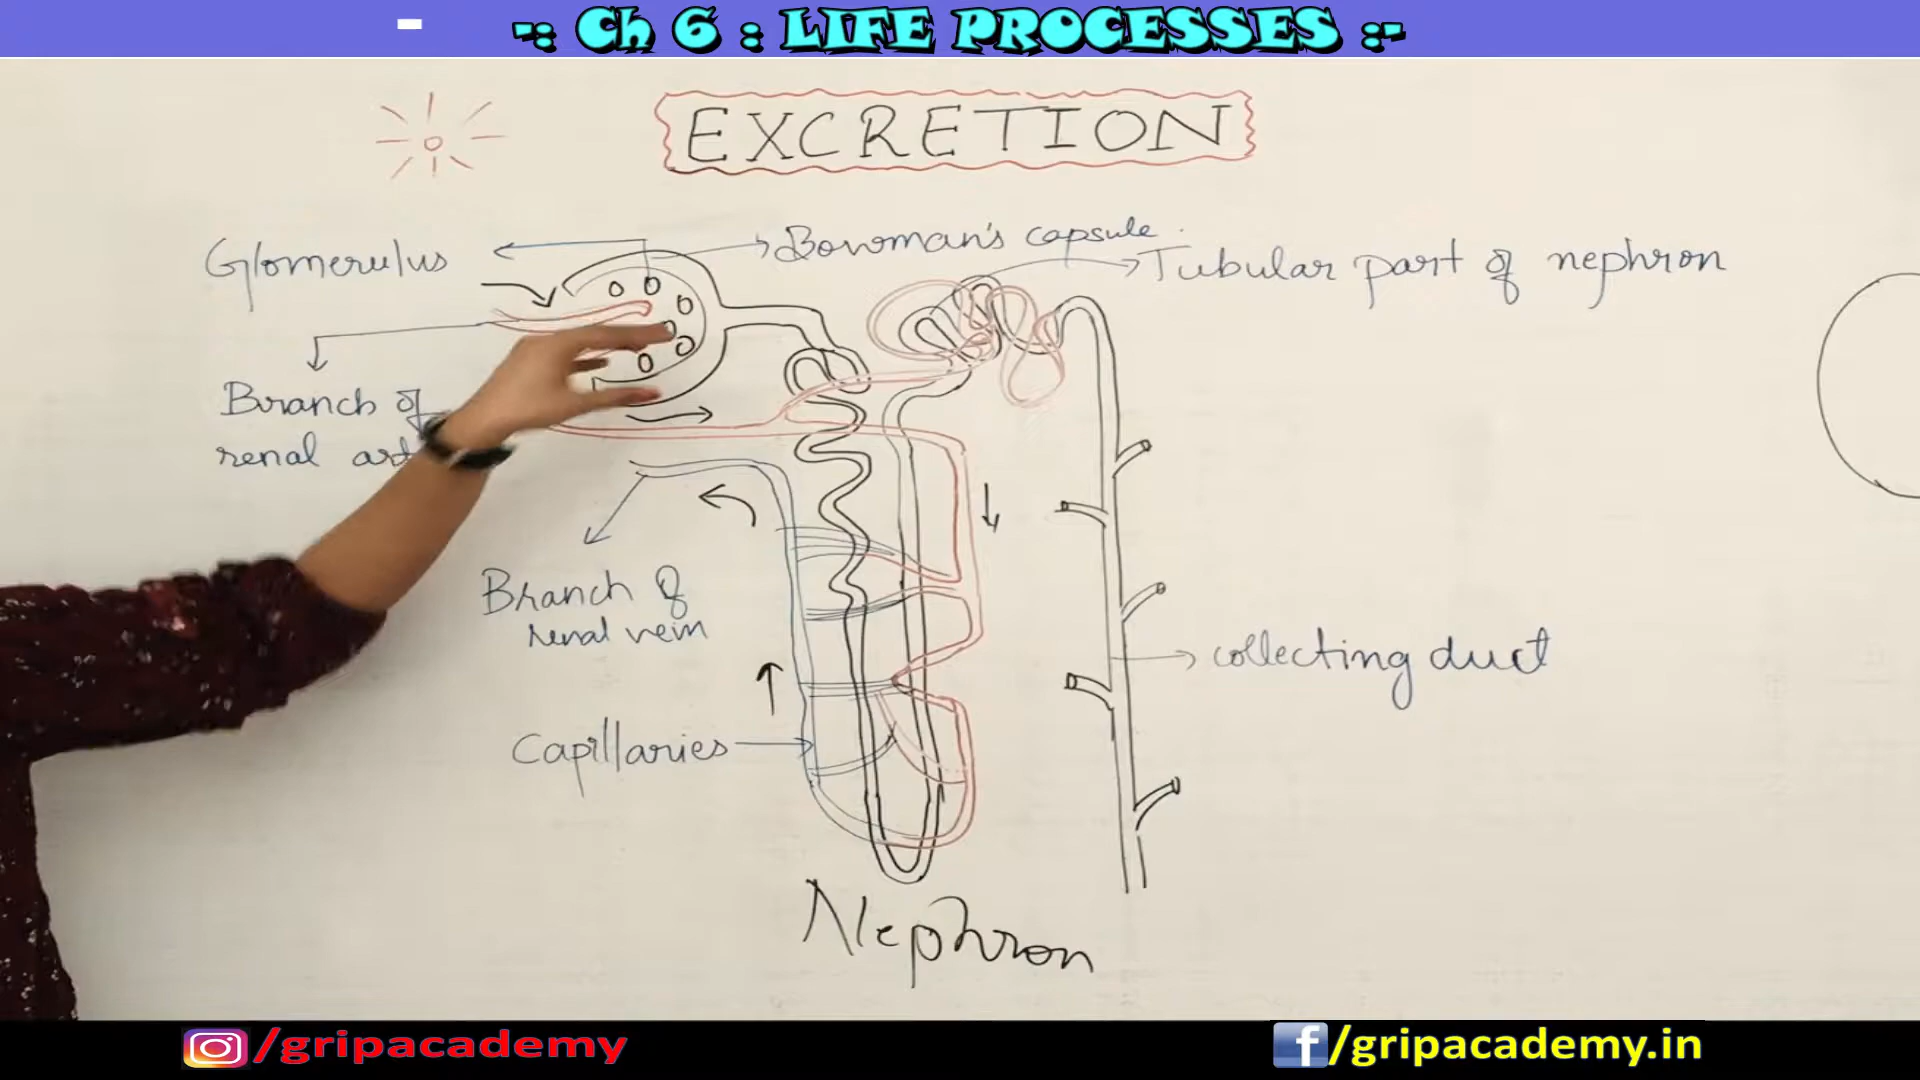 -: Ch 6 : LIFE PROCESSES :-
EXCRETION
Glomerulus
Bowman's capsule
Tubular part of nephron
Branch of
renal
Branch of
renal vein
collecting duct
Capillaries
Nephron
/gripacademy
/gripacademy.in